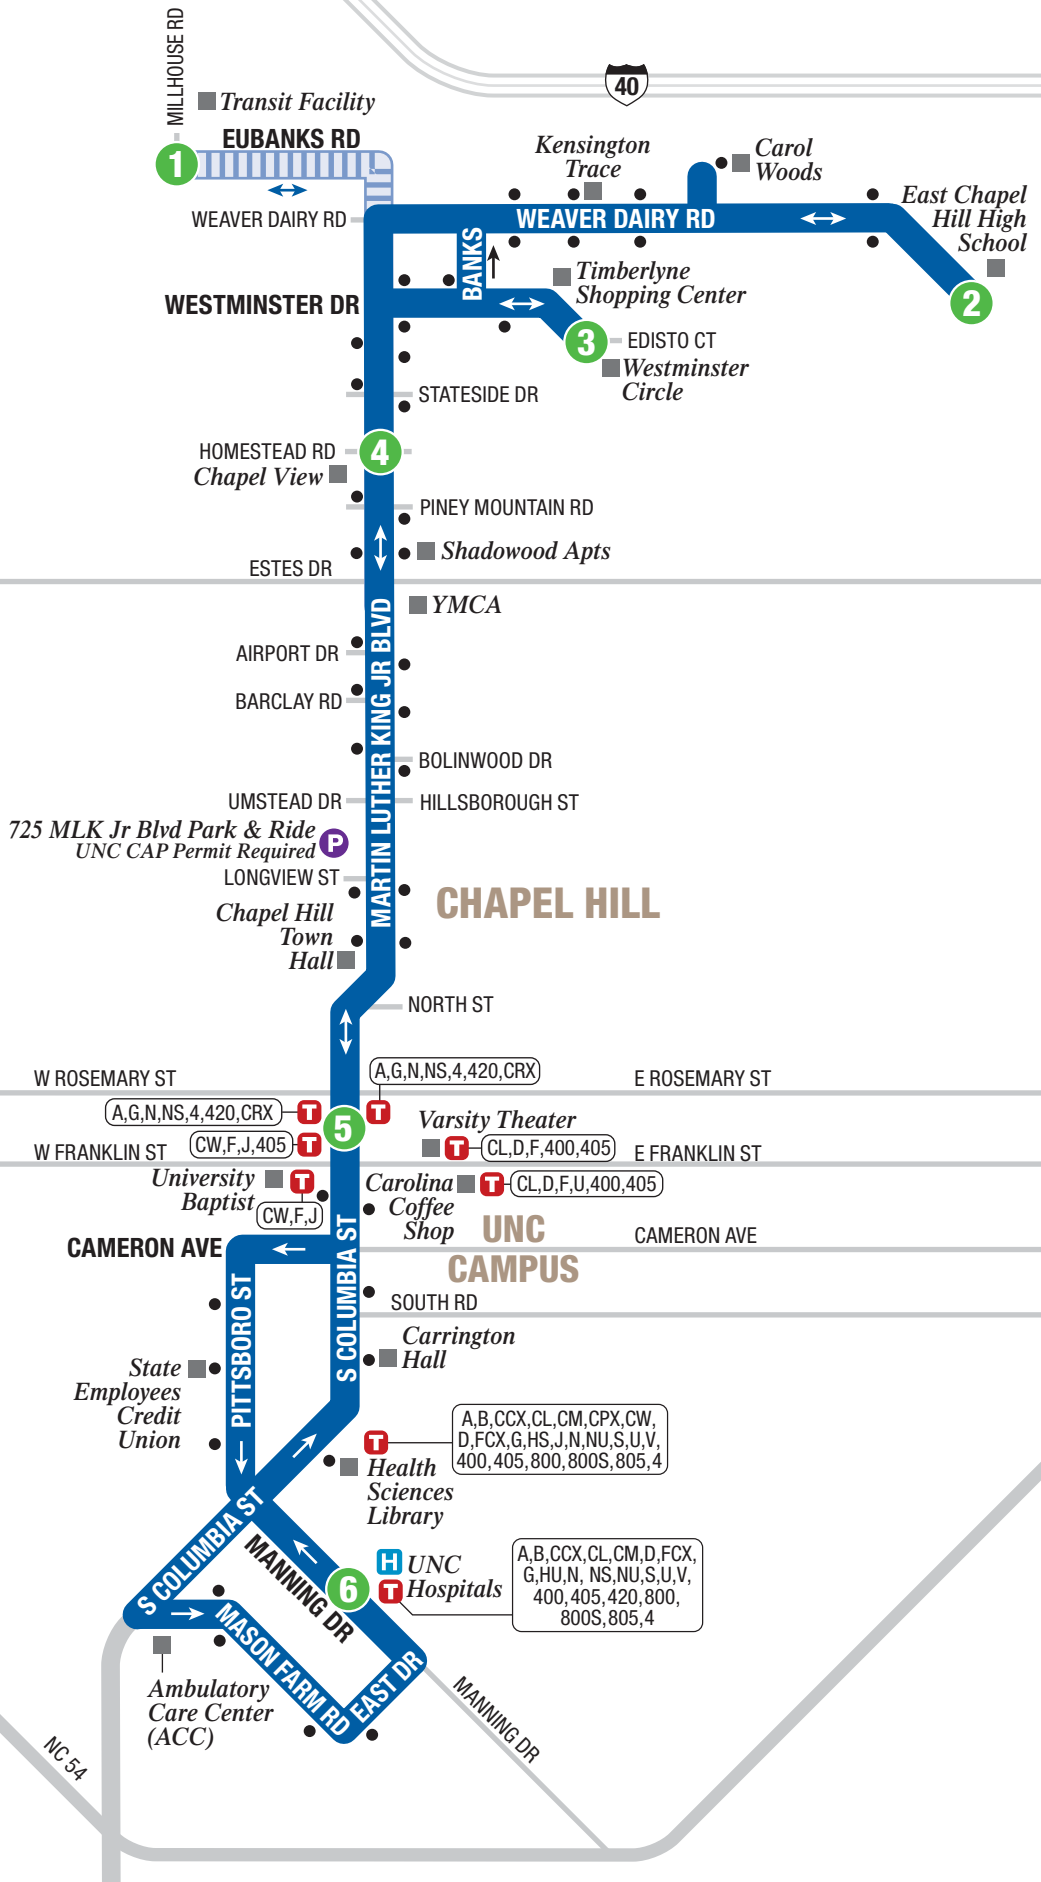 MILLHOUSE RD
40
Transit Facility
EUBANKS RD
1
Kensington
Trace
Carol
Woods
East Chapel
Hill High
School
WEAVER DAIRY RD
WEAVER DAIRY RD
BANKS
Timberlyne
Shopping Center
2
WESTMINSTER DR
3
EDISTO CT
Westminster
Circle
STATESIDE DR
HOMESTEAD RD
4
Chapel View
PINEY MOUNTAIN RD
Shadowood Apts
ESTES DR
YMCA
MARTIN LUTHER KING JR BLVD
AIRPORT DR
BARCLAY RD
BOLINWOOD DR
UMSTEAD DR
HILLSBOROUGH ST
725 MLK Jr Blvd Park & Ride
UNC CAP Permit Required
P
LONGVIEW ST
CHAPEL HILL
Chapel Hill
Town
Hall
NORTH ST
W ROSEMARY ST
A,G,N,NS,4,420,CRX
E ROSEMARY ST
A,G,N,NS,4,420,CRX
T
T
5
Varsity Theater
CW,F,J,405
T
T
CL,D,F,400,405
W FRANKLIN ST
E FRANKLIN ST
University
Baptist
T
CW,F,J
Carolina
Coffee
Shop
T
CL,D,F,U,400,405
UNC
CAMPUS
CAMERON AVE
CAMERON AVE
S COLUMBIA ST
PITTSBORO ST
SOUTH RD
Carrington
Hall
State
Employees
Credit
Union
T
A,B,CCX,CL,CM,CPX,CW,
D,FCX,G,HS,J,N,NU,S,U,V,
400,405,800,800S,805,4
Health
Sciences
Library
S COLUMBIA ST
MANNING DR
H
UNC
T
Hospitals
6
A,B,CCX,CL,CM,D,FCX,
G,HU,N, NS,NU,S,U,V,
400,405,420,800,
800S,805,4
MASON FARM RD
EAST DR
Ambulatory
Care Center
(ACC)
MANNING DR
NC 54